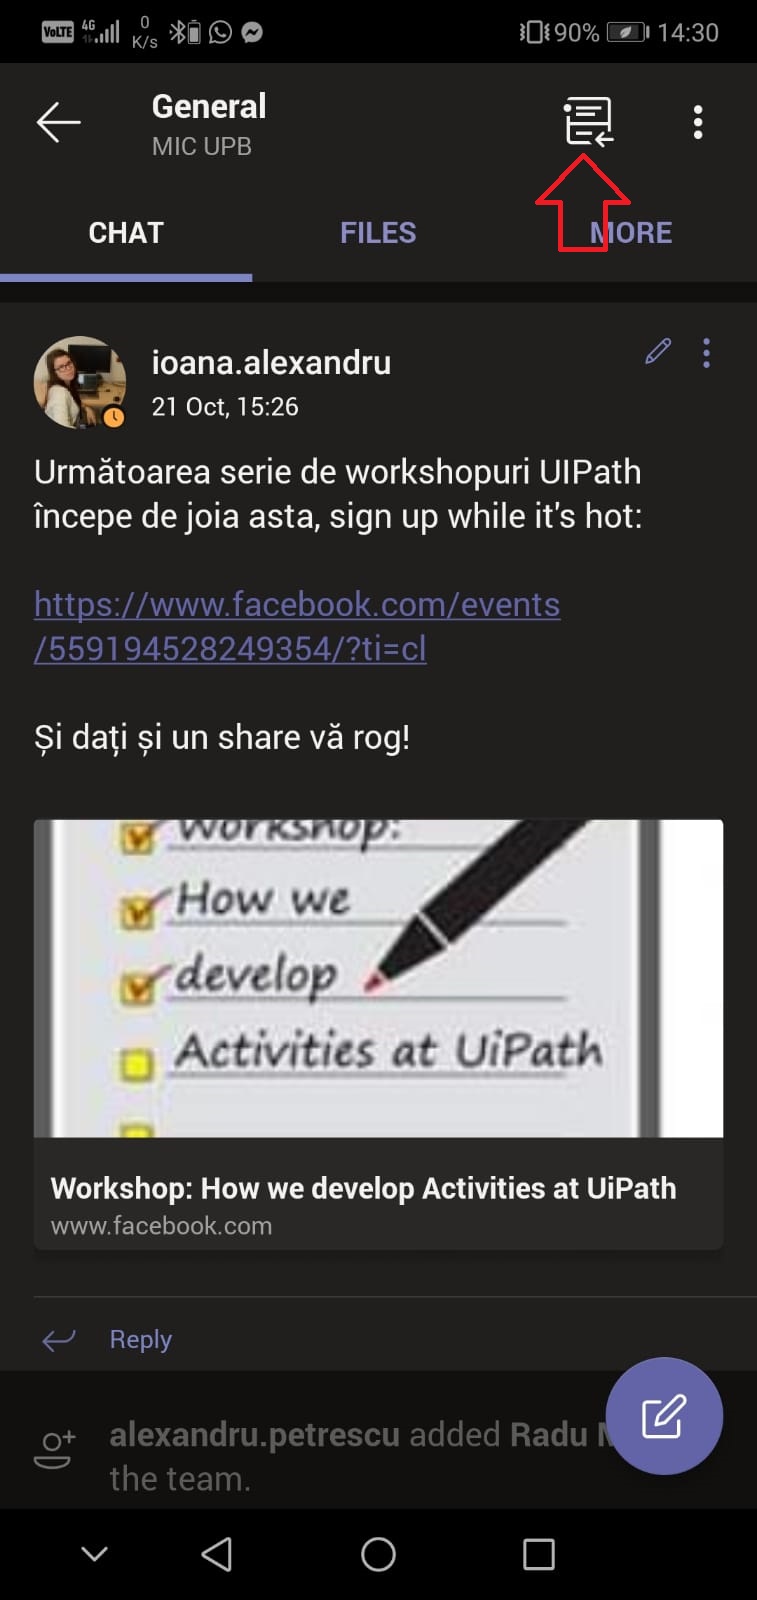 VoLTE 4G 0 K/s 90% 14:30
General
MIC UPB
CHAT FILES MORE
ioana.alexandru
21 Oct, 15:26
Următoarea serie de workshopuri UIPath
începe de joia asta, sign up while it's hot:
https://www.facebook.com/events
/559194528249354/?ti=cl
Și dați și un share vă rog!
Workshop:
How we
develop
Activities at UiPath
Workshop: How we develop Activities at UiPath
www.facebook.com
Reply
alexandru.petrescu added Radu
the team.